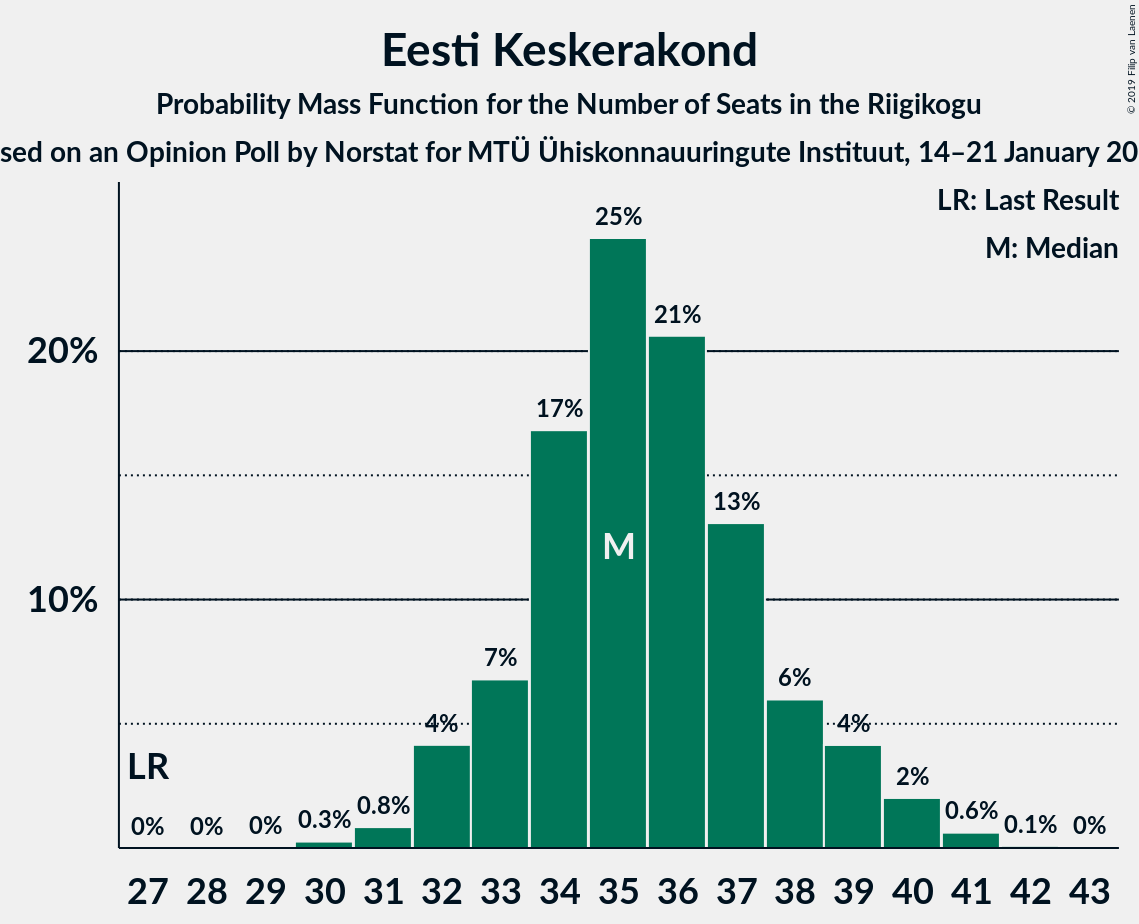 © 2019 Filip van Laenen
Eesti Keskerakond
Probability Mass Function for the Number of Seats in the Riigikogu
sed on an Opinion Poll by Norstat for MTÜ Ühiskonnauuringute Instituut, 14–21 January 20
LR: Last Result
M: Median
20%
10%
LR
M
0% 0% 0% 0.3% 0.8% 4% 7% 17% 25% 21% 13% 6% 4% 2% 0.6% 0.1% 0%
27 28 29 30 31 32 33 34 35 36 37 38 39 40 41 42 43